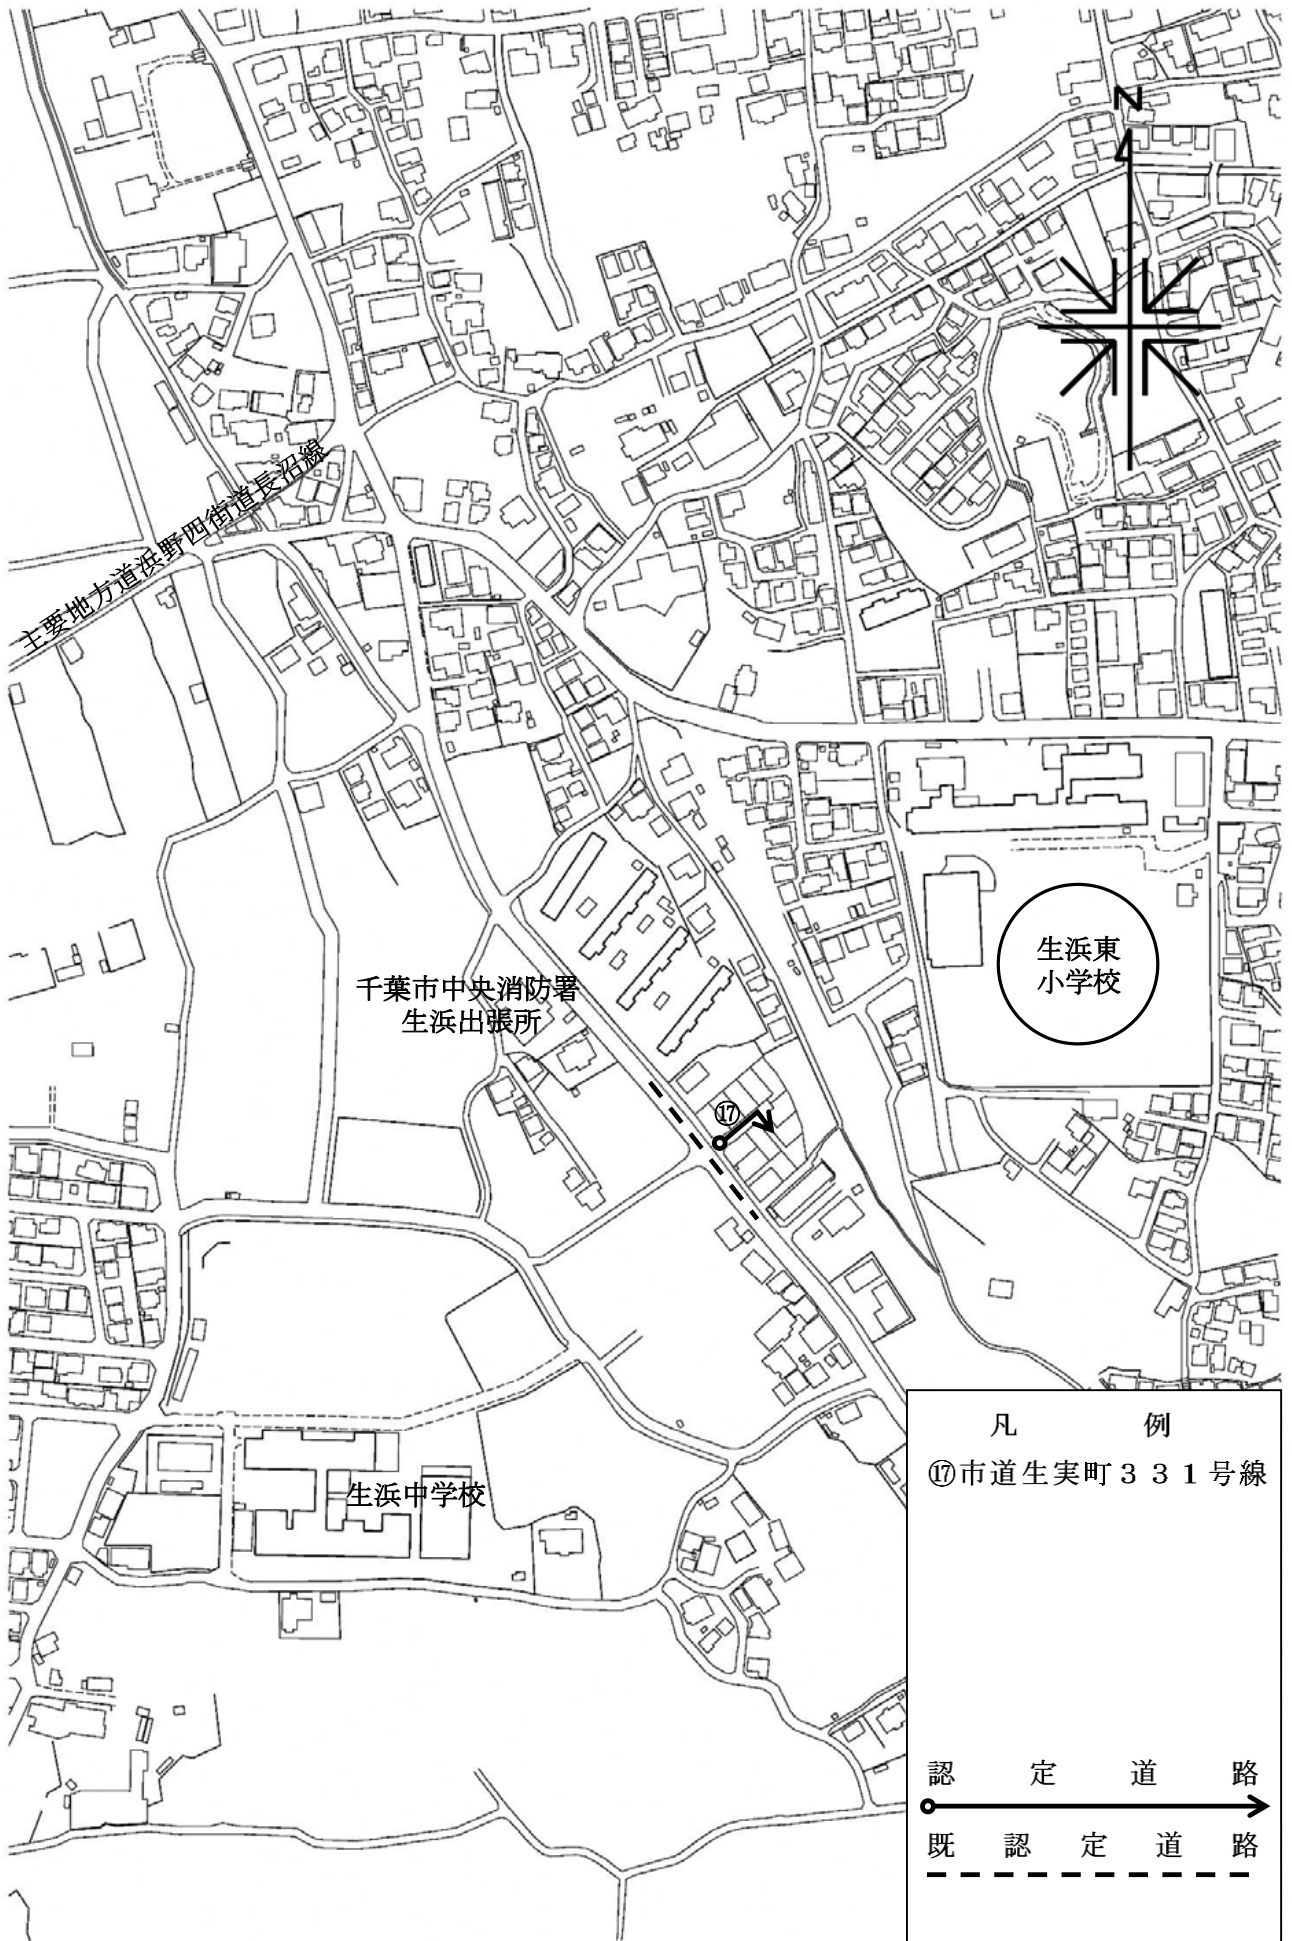 N
主要地方道浜野四街道長沼線
生浜東
小学校
千葉市中央消防署
生浜出張所
⑰
生浜中学校
凡 例
⑰市道生実町331号線
認定道路
既認定道路